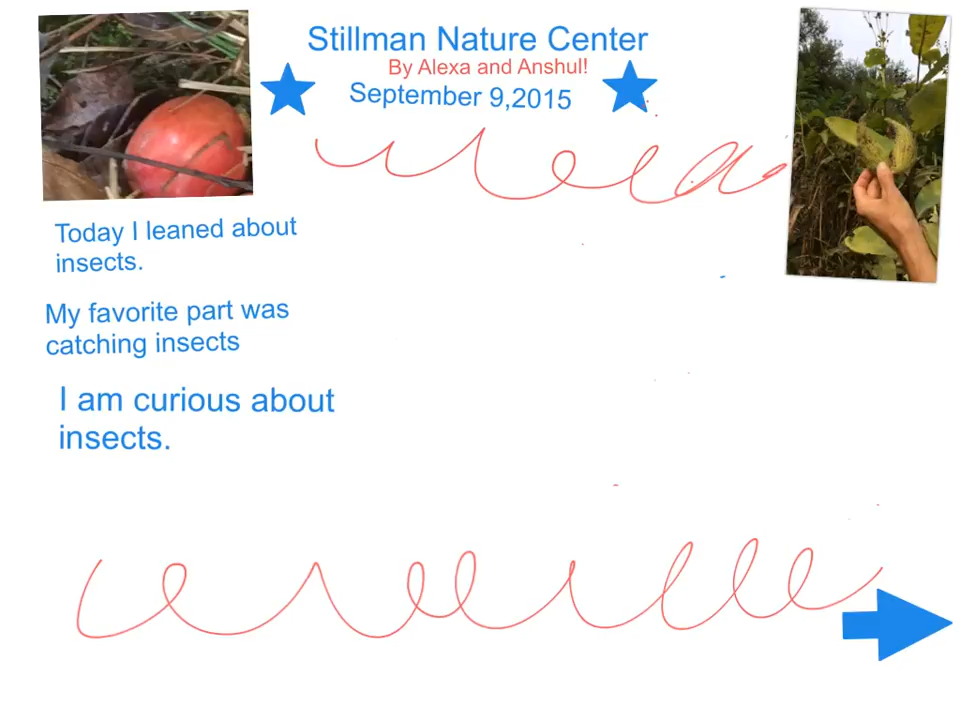 Stillman Nature Center
By Alexa and Anshul!
September 9,2015
Today I leaned about
insects.
My favorite part was
catching insects
I am curious about
insects.